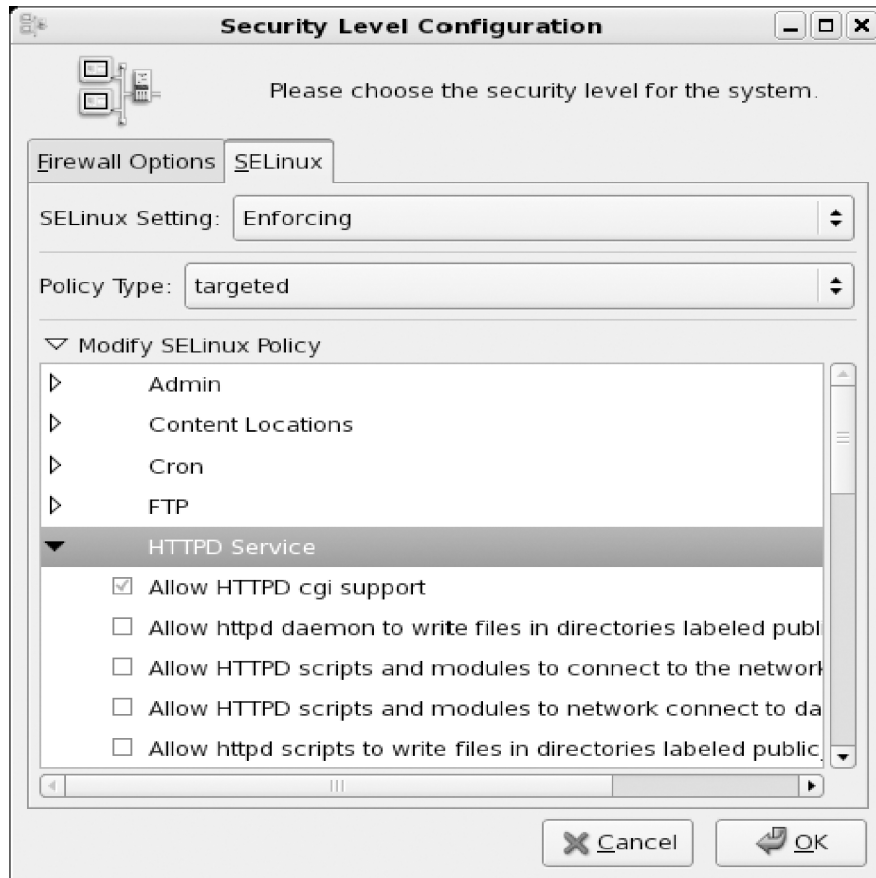 Security Level Configuration
Please choose the security level for the system.
Firewall Options
SELinux
SELinux Setting: Enforcing
Policy Type: targeted
Modify SELinux Policy
Admin
Content Locations
Cron
FTP
HTTPD Service
Allow HTTPD cgi support
Allow httpd daemon to write files in directories labeled publi
Allow HTTPD scripts and modules to connect to the network
Allow HTTPD scripts and modules to network connect to da
Allow httpd scripts to write files in directories labeled public_
Cancel
OK